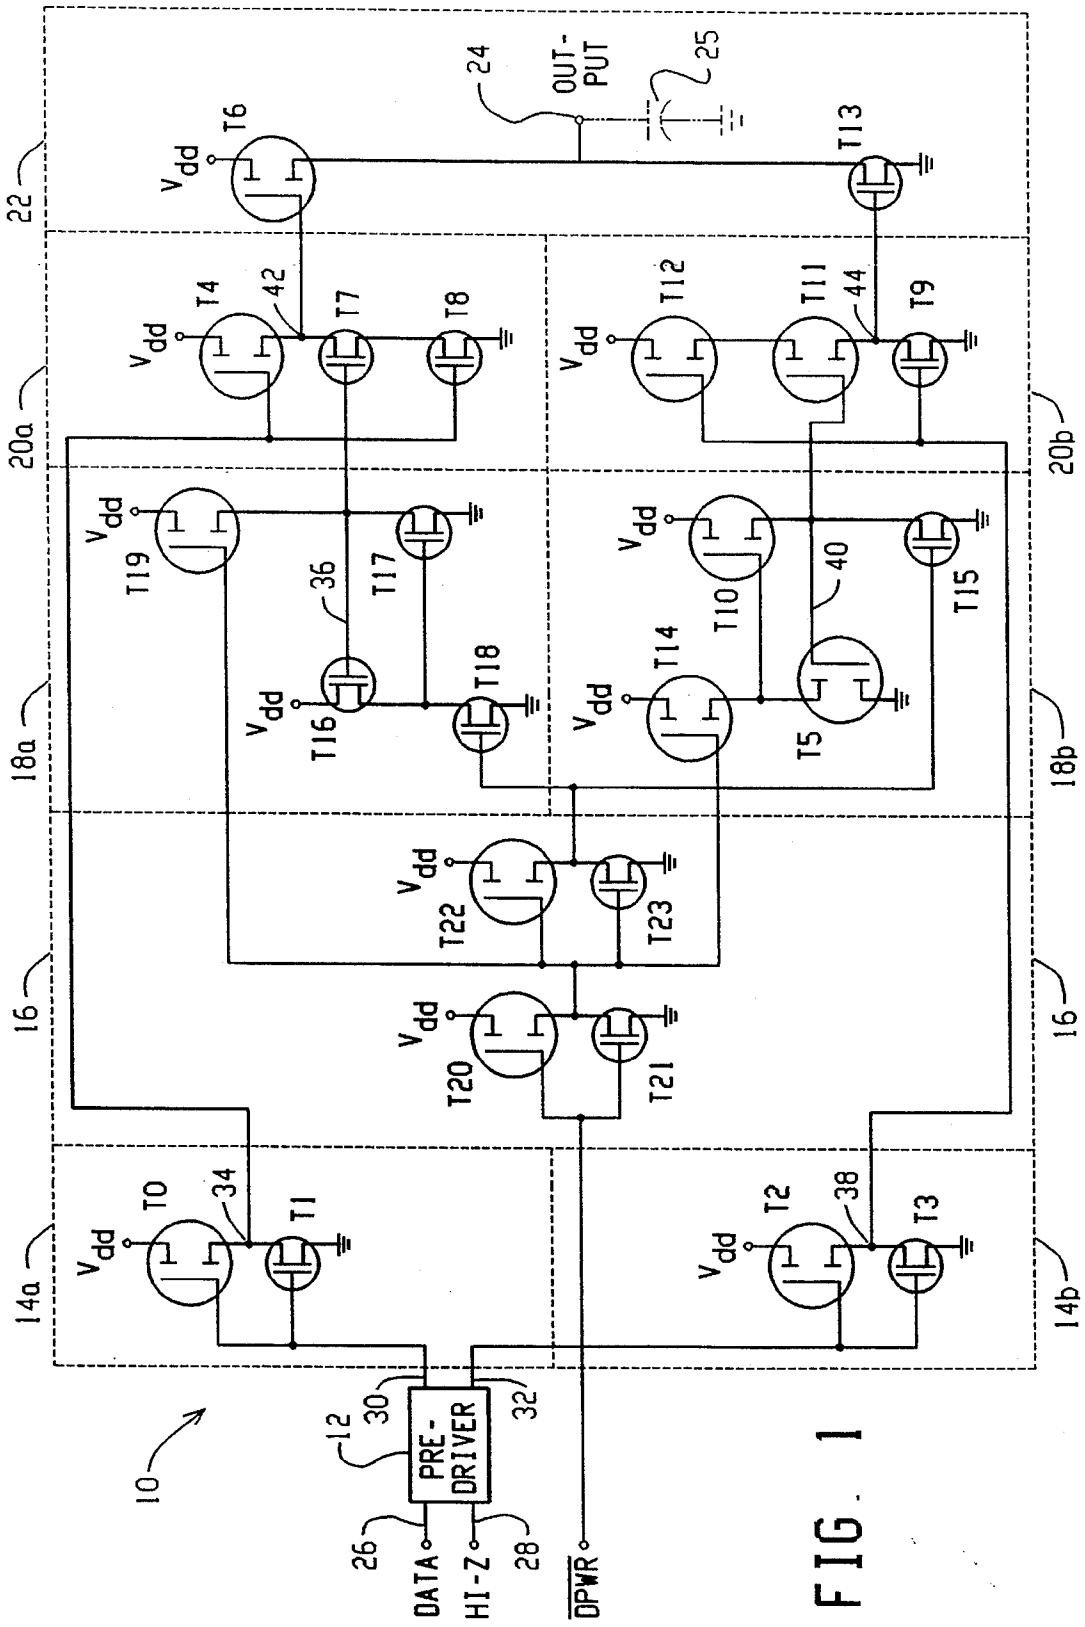 10
12
PRE-
DRIVER
26
DATA
HI-Z
28
DPWR
30
32
14a
Vdd
T0
34
T1
14b
Vdd
T2
38
T3
16
16
Vdd
T20
T21
Vdd
T22
T23
18a
Vdd
T19
36
T17
Vdd
T16
T18
18b
Vdd
T14
T5
Vdd
T10
40
T15
20a
Vdd
T4
42
T7
T8
20b
Vdd
T12
T11
44
T9
22
Vdd
T6
24
OUT-
PUT
25
T13
FIG. 1